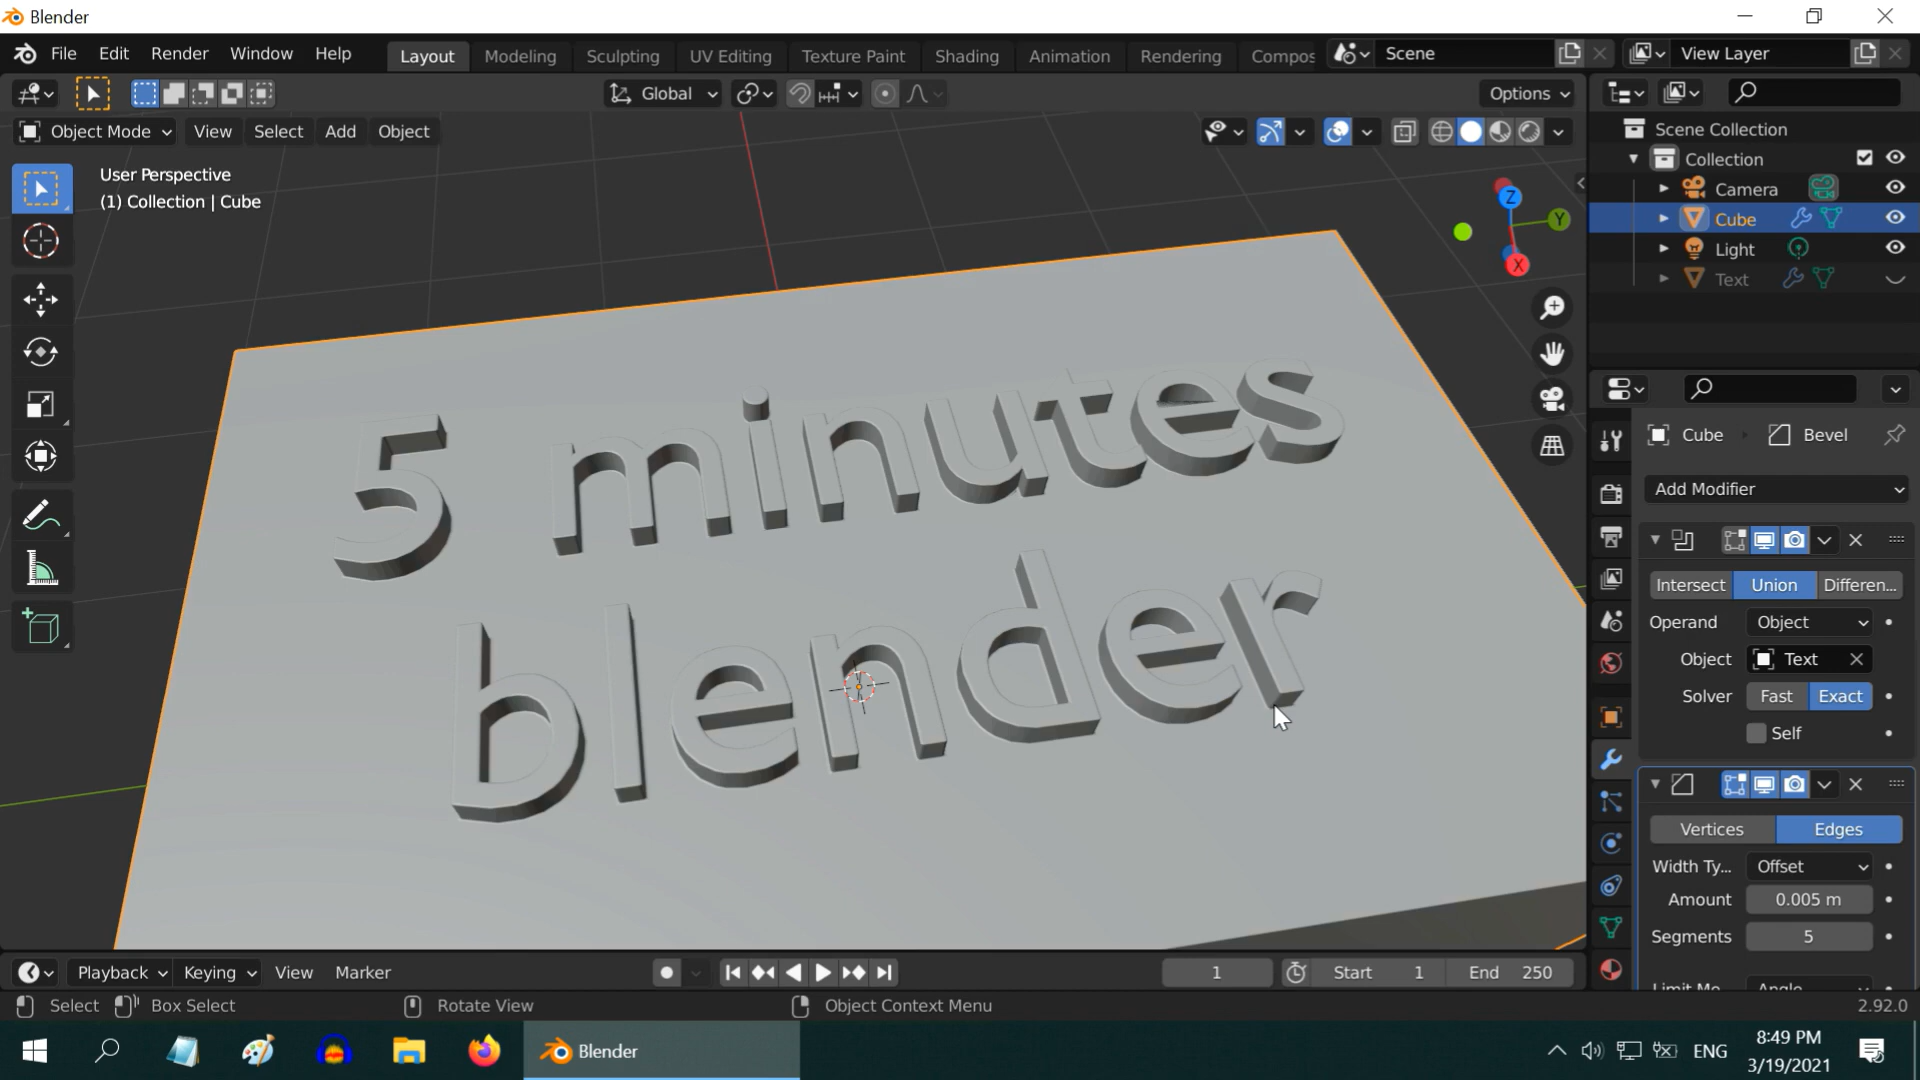 Blender
File Edit Render Window Help
Layout Modeling Sculpting UV Editing Texture Paint Shading Animation Rendering Compos
Scene
View Layer
Global
Options
Object Mode View Select Add Object
User Perspective
(1) Collection | Cube
Z
Y
X
Scene Collection
Collection
Camera
Cube
Light
Text
5 minutes
blender
Cube Bevel
Add Modifier
Intersect Union Differen...
Operand Object
Object Text
Solver Fast Exact
Self
Vertices Edges
Width Ty... Offset
Amount 0.005 m
Segments 5
Limit Me... Angle
Playback Keying View Marker
1
Start 1
End 250
Select Box Select Rotate View Object Context Menu
2.92.0
Blender
ENG
8:49 PM
3/19/2021